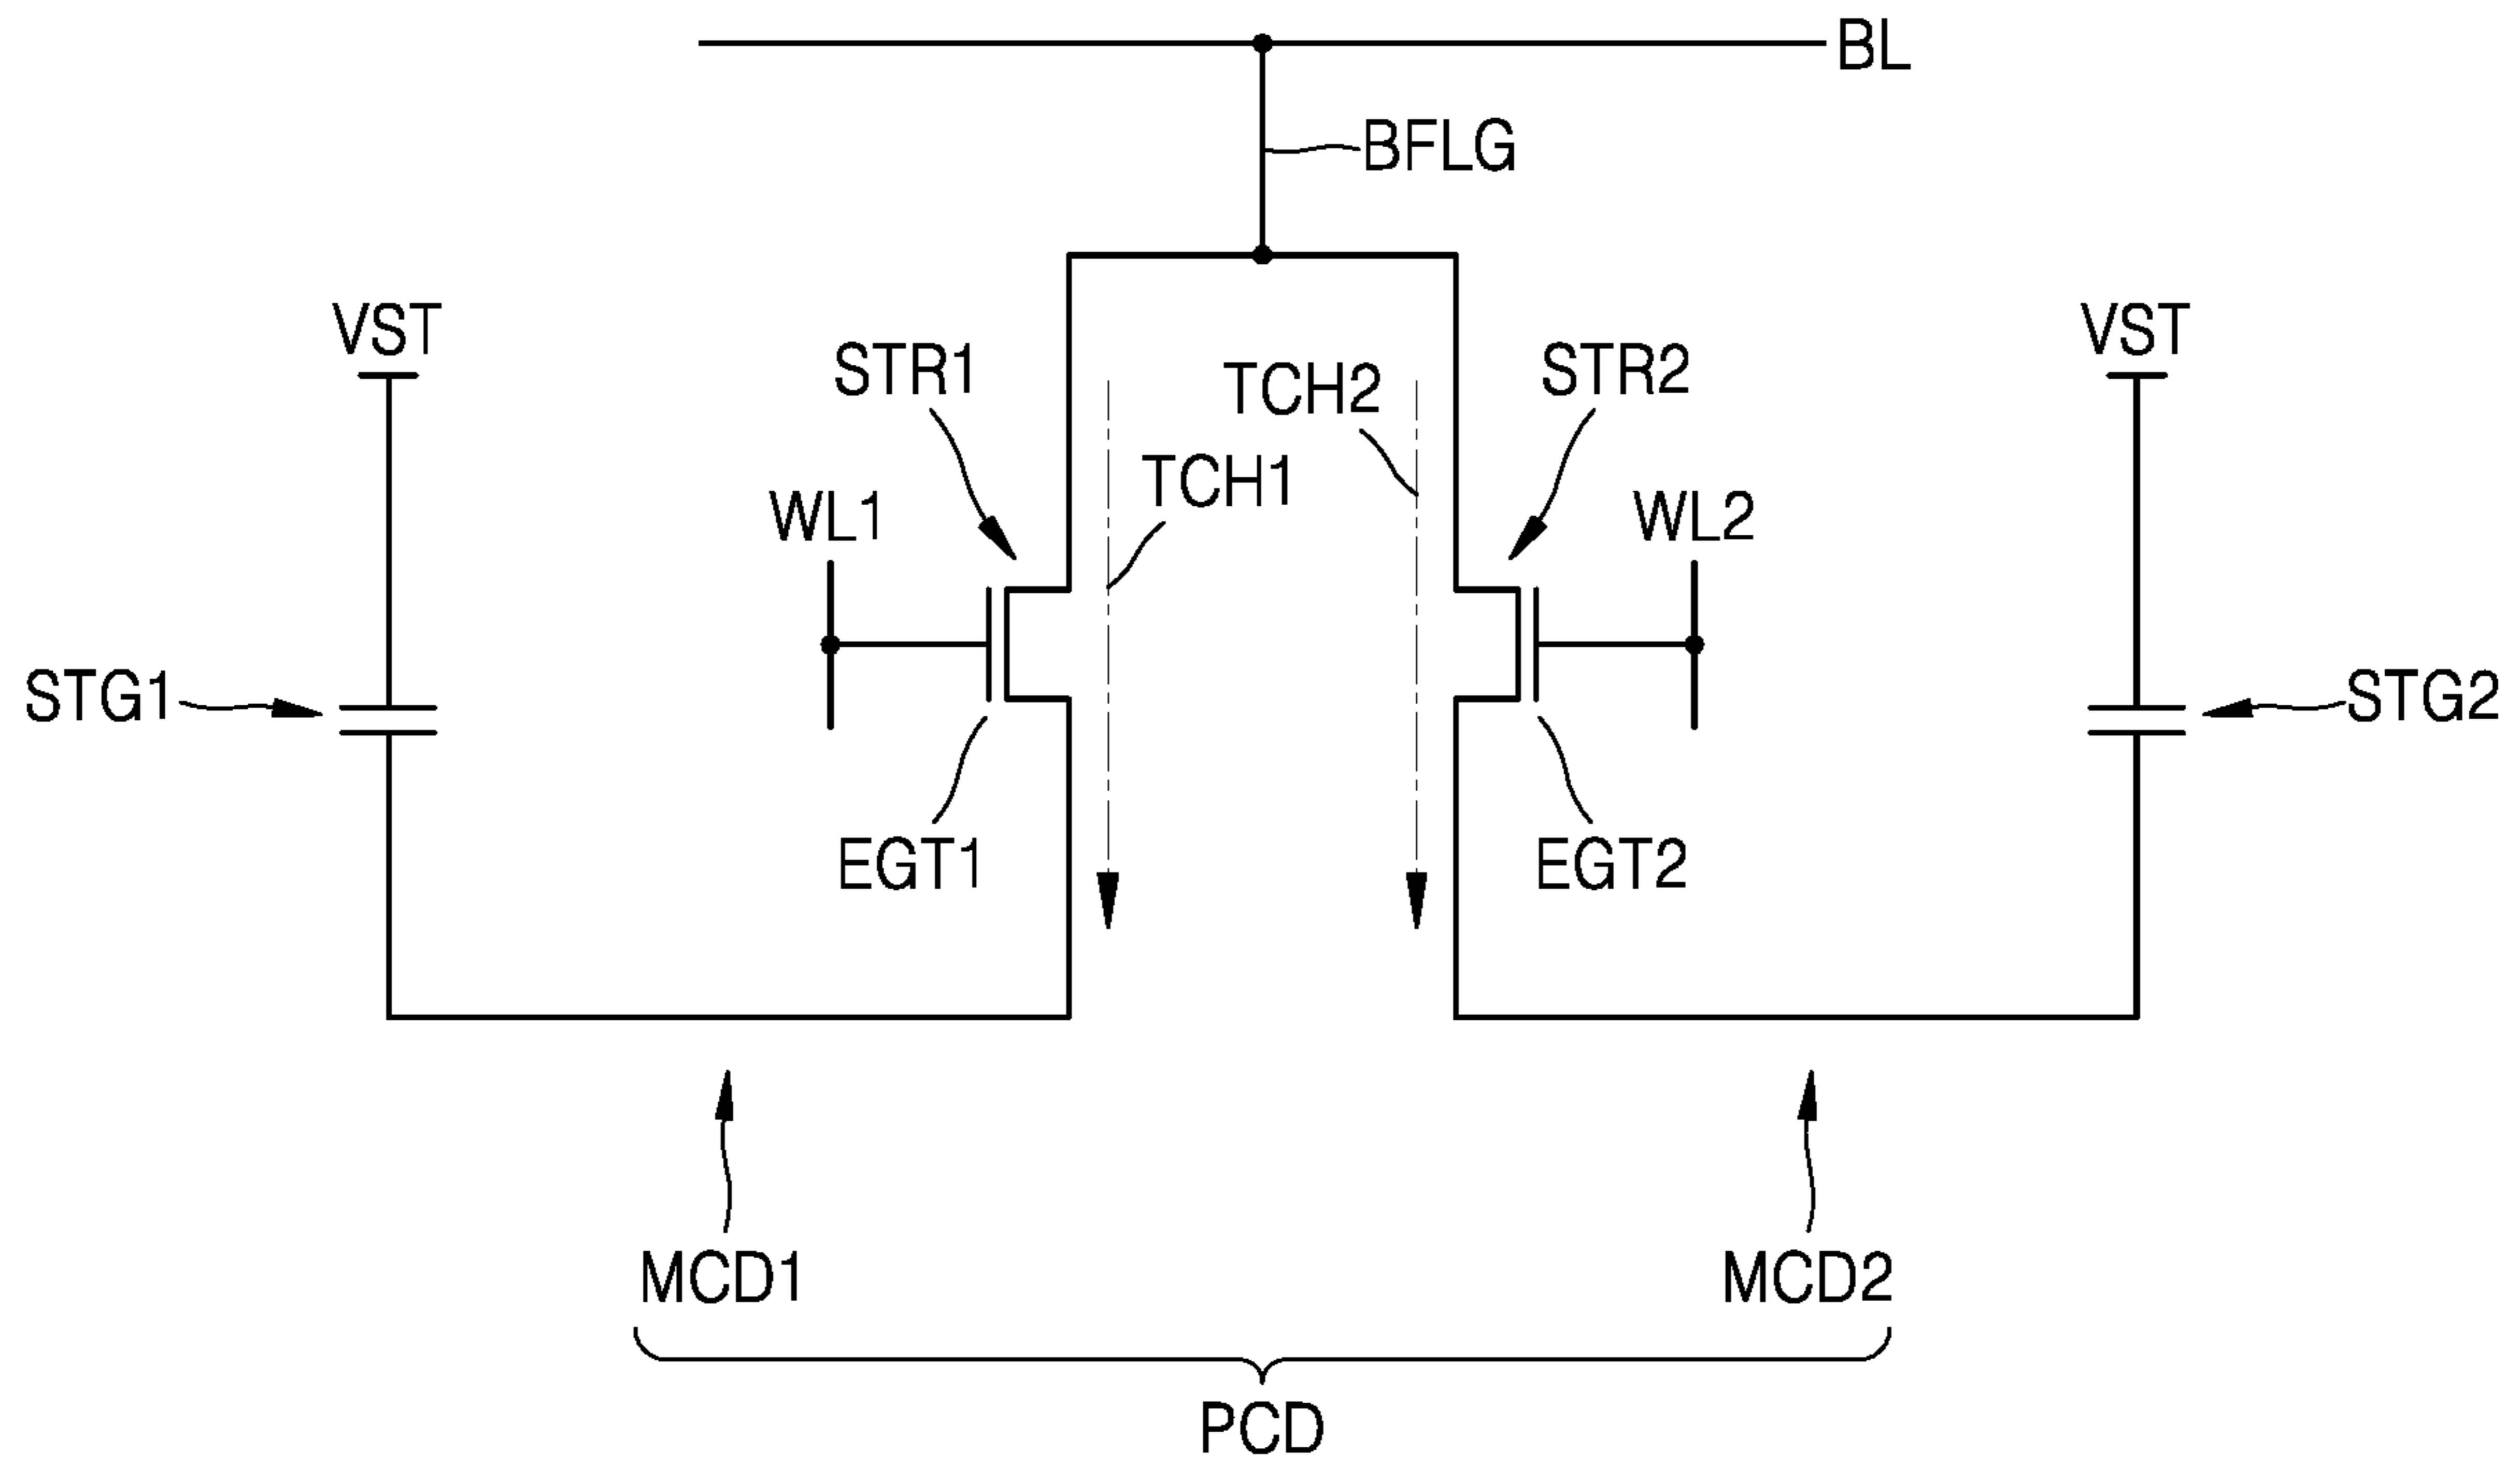 BL
BFLG
VST
VST
STR1
STR2
TCH2
TCH1
WL1
WL2
STG1
STG2
EGT1
EGT2
MCD1
MCD2
PCD